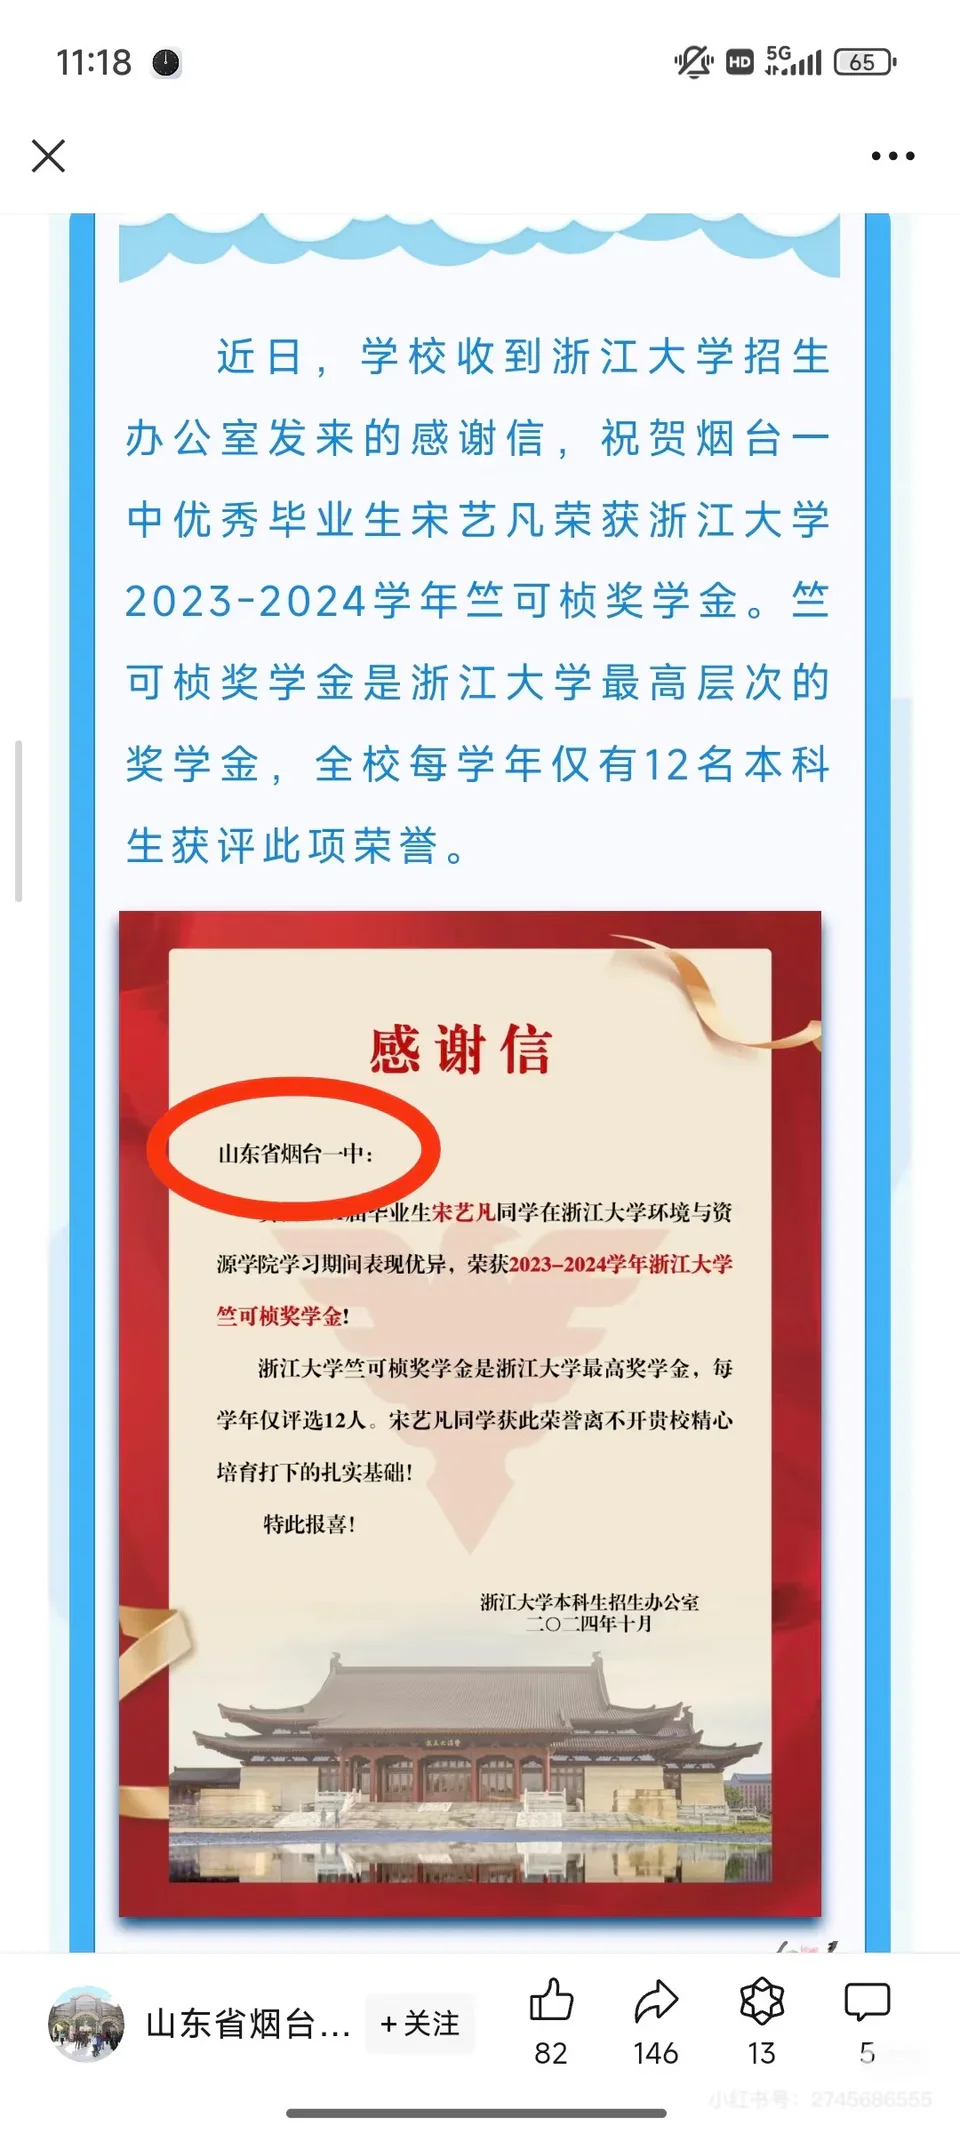 11:18
HD
5G
65
近日，学校收到浙江大学招生
办公室发来的感谢信，祝贺烟台一
中优秀毕业生宋艺凡荣获浙江大学
2023-2024学年竺可桢奖学金。竺
可桢奖学金是浙江大学最高层次的
奖学金，全校每学年仅有12名本科
生获评此项荣誉。
感谢信
山东省烟台一中：
届毕业生宋艺凡同学在浙江大学环境与资
源学院学习期间表现优异，荣获2023-2024学年浙江大学
竺可桢奖学金！
浙江大学竺可桢奖学金是浙江大学最高奖学金，每
学年仅评选12人。宋艺凡同学获此荣誉离不开贵校精心
培育打下的扎实基础！
特此报喜！
浙江大学本科生招生办公室
二〇二四年十月
山东省烟台...
+关注
82
146
13
5
小红书号：2745686555